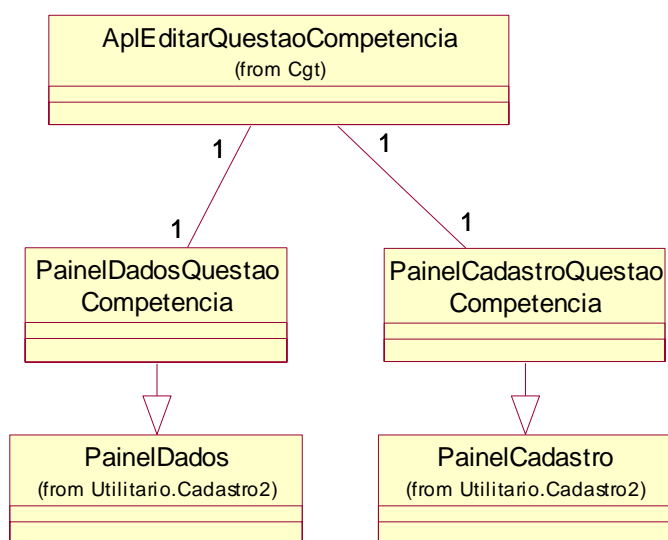 AplEditarQuestaoCompetencia
(from Cgt)
1
1
1
1
PainelDadosQuestao
Competencia
PainelCadastroQuestao
Competencia
PainelDados
(from Utilitario.Cadastro2)
PainelCadastro
(from Utilitario.Cadastro2)